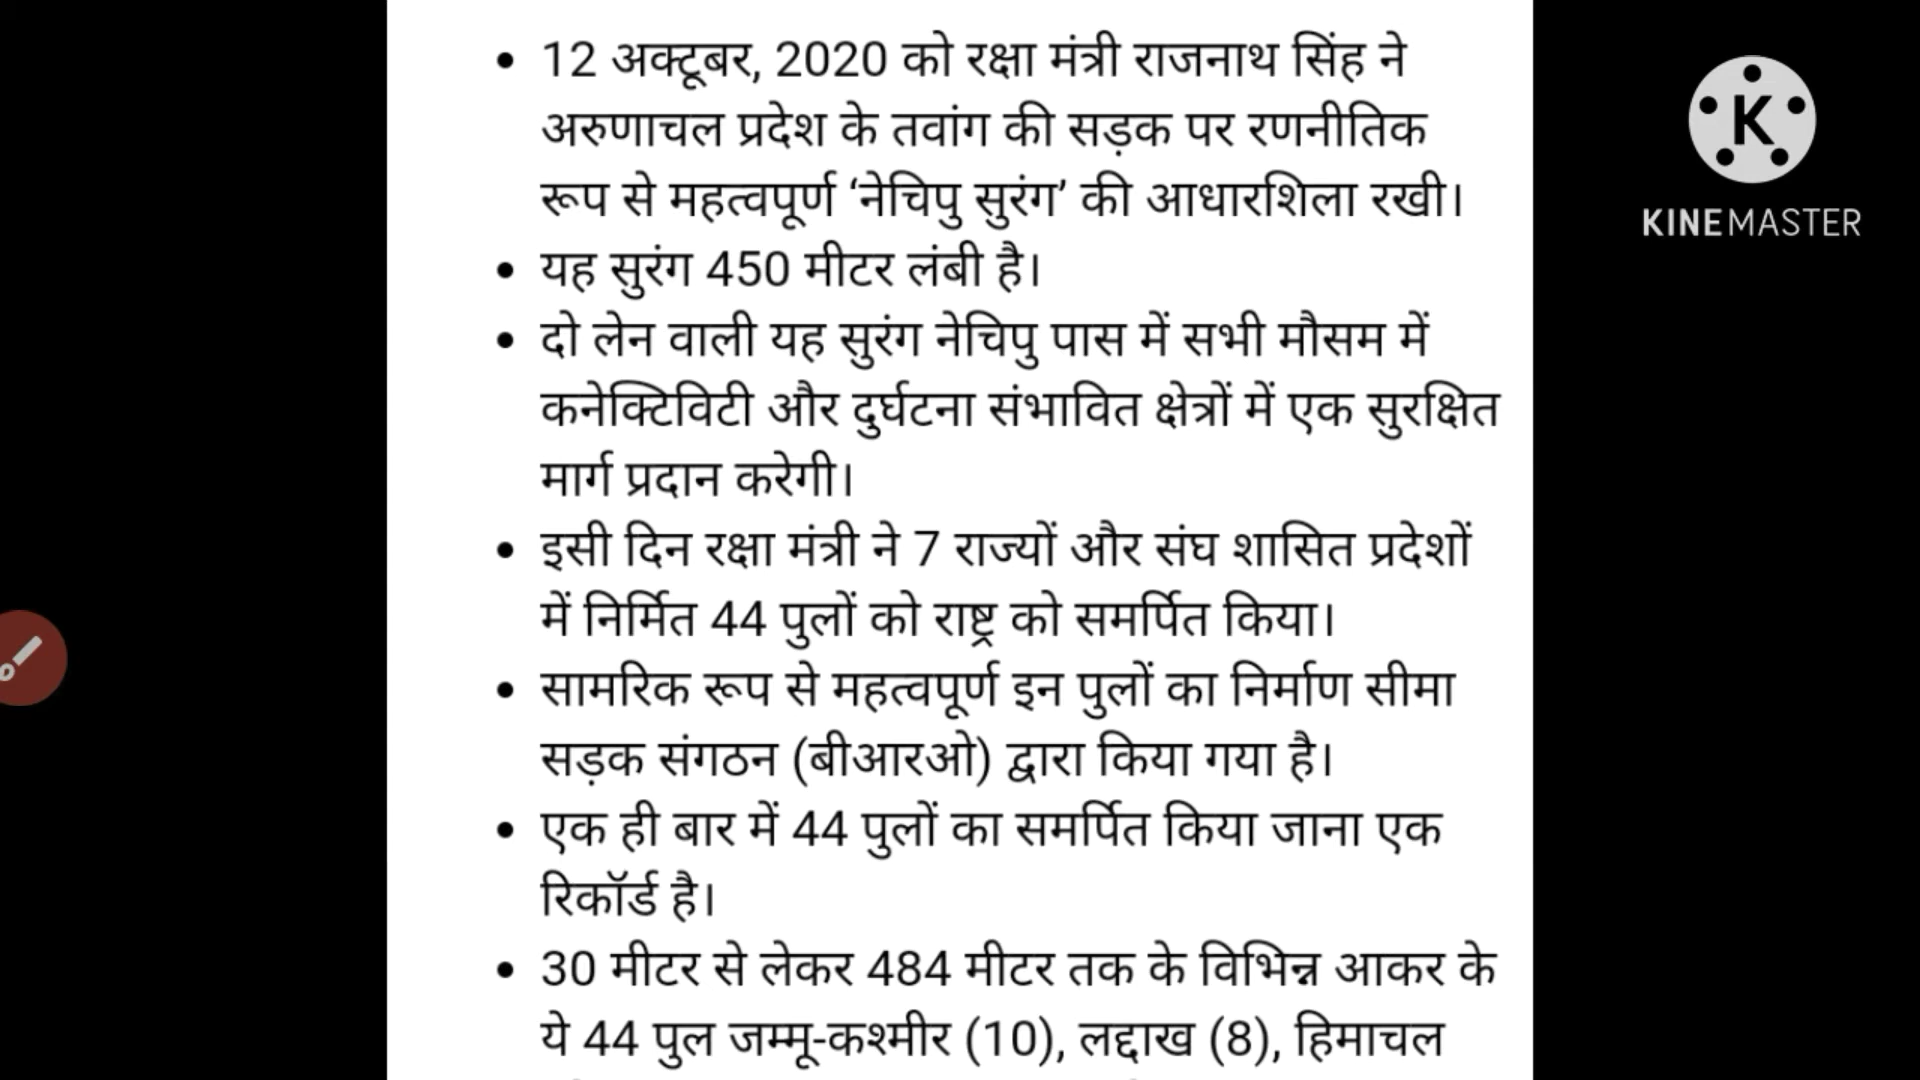 • 12 अक्टूबर, 2020 को रक्षा मंत्री राजनाथ सिंह ने
अरुणाचल प्रदेश के तवांग की सड़क पर रणनीतिक
रूप से महत्वपूर्ण ‘नेचिपु सुरंग’ की आधारशिला रखी।
• यह सुरंग 450 मीटर लंबी है।
• दो लेन वाली यह सुरंग नेचिपु पास में सभी मौसम में
कनेक्टिविटी और दुर्घटना संभावित क्षेत्रों में एक सुरक्षित
मार्ग प्रदान करेगी।
• इसी दिन रक्षा मंत्री ने 7 राज्यों और संघ शासित प्रदेशों
में निर्मित 44 पुलों को राष्ट्र को समर्पित किया।
• सामरिक रूप से महत्वपूर्ण इन पुलों का निर्माण सीमा
सड़क संगठन (बीआरओ) द्वारा किया गया है।
• एक ही बार में 44 पुलों का समर्पित किया जाना एक
रिकॉर्ड है।
• 30 मीटर से लेकर 484 मीटर तक के विभिन्न आकर के
ये 44 पुल जम्मू-कश्मीर (10), लद्दाख (8), हिमाचल
K
KINEMASTER